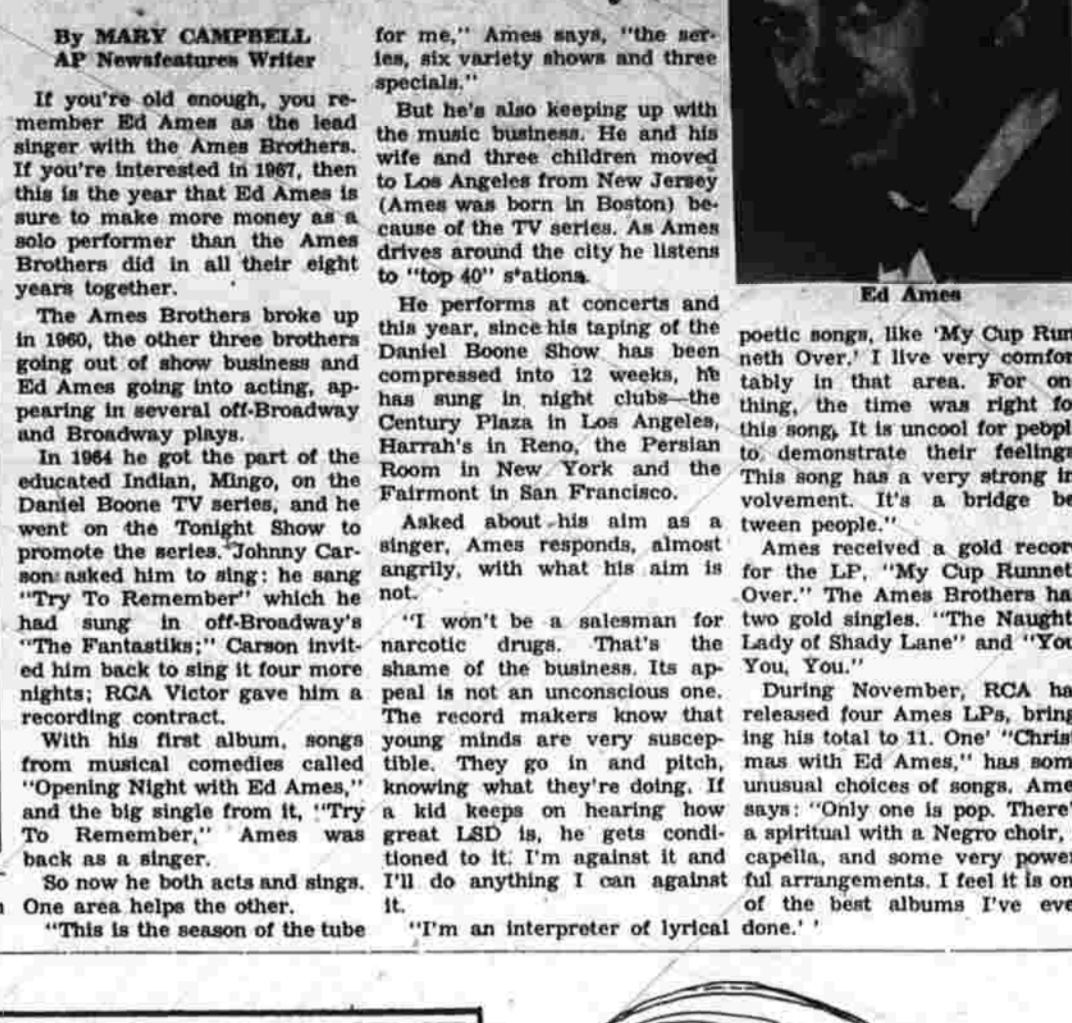 By MARY CAMPBELL
AP Newsfeatures Writer
If you're old enough, you re-
member Ed Ames as the lead
singer with the Ames Brothers.
If you're interested in 1967, then
this is the year that Ed Ames is
sure to make more money as a
solo performer than the Ames
Brothers did in all their eight
years together.
The Ames Brothers broke up
in 1960, the other three brothers
going out of show business and
Ed Ames going into acting, ap-
pearing in several off-Broadway
and Broadway plays.
In 1964 he got the part of the
educated Indian, Mingo, on the
Daniel Boone TV series, and he
went on the Tonight Show to
promote the series. Johnny Car-
son asked him to sing; he sang
"Try To Remember" which he
had sung in off-Broadway's
"The Fantastiks;" Carson invit-
ed him back to sing it four more
nights; RCA Victor gave him a
recording contract.
With his first album, songs
from musical comedies called
"Opening Night with Ed Ames,"
and the big single from it, "Try
To Remember," Ames was
back as a singer.
So now he both acts and sings.
One area helps the other.
"This is the season of the tube
for me," Ames says, "the ser-
ies, six variety shows and three
specials."
But he's also keeping up with
the music business. He and his
wife and three children moved
to Los Angeles from New Jersey
(Ames was born in Boston) be-
cause of the TV series. As Ames
drives around the city he listens
to "top 40" stations.
He performs at concerts and
this year, since his taping of the
Daniel Boone Show has been
compressed into 12 weeks, he
has sung in night clubs—the
Century Plaza in Los Angeles,
Harrah's in Reno, the Persian
Room in New York and the
Fairmont in San Francisco.
Asked about his aim as a
singer, Ames responds, almost
angrily, with what his aim is
not.
"I won't be a salesman for
narcotic drugs. That's the
shame of the business. Its ap-
peal is not an unconscious one.
The record makers know that
young minds are very suscep-
tible. They go in and pitch,
knowing what they're doing. If
a kid keeps on hearing how
great LSD is, he gets condi-
tioned to it. I'm against it and
I'll do anything I can against
it.
"I'm an interpreter of lyrical
Ed Ames
poetic songs, like 'My Cup Run
neth Over.' I live very comfor
tably in that area. For on
thing, the time was right fo
this song. It is uncool for peopl
to demonstrate their feelings
This song has a very strong in
volvement. It's a bridge be
tween people."
Ames received a gold recor
for the LP, "My Cup Runnet
Over." The Ames Brothers ha
two gold singles. "The Naught
Lady of Shady Lane" and "You
You, You."
During November, RCA ha
released four Ames LPs, bring
ing his total to 11. One' "Chris
mas with Ed Ames," has som
unusual choices of songs, Ame
says: "Only one is pop. There'
a spiritual with a Negro choir,
capella, and some very power
ful arrangements. I feel it is on
of the best albums I've eve
done.' '